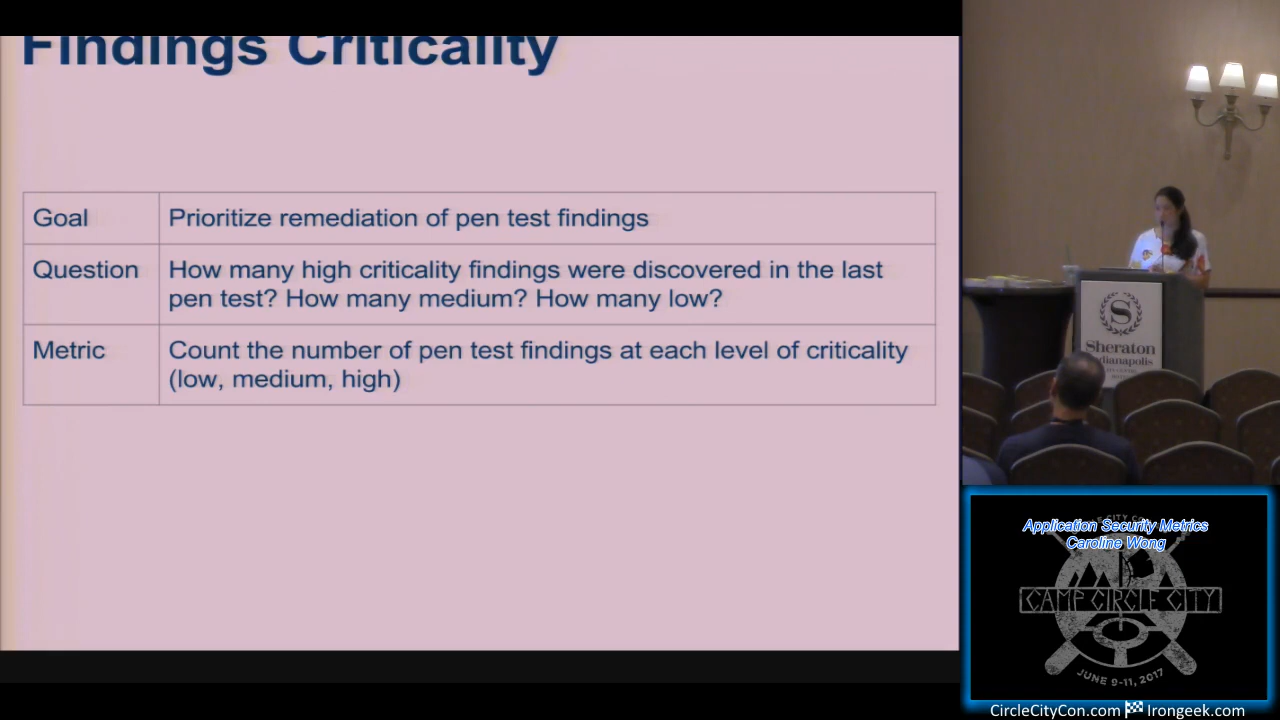 Findings Criticality
Goal
Prioritize remediation of pen test findings
Question
How many high criticality findings were discovered in the last
pen test? How many medium? How many low?
Metric
Count the number of pen test findings at each level of criticality
(low, medium, high)
S
Sheraton
Indianapolis
Application Security Metrics
Caroline Wong
CAMP CIRCLE CITY
JUNE 9-11, 2017
CircleCityCon.com
Irongeek.com